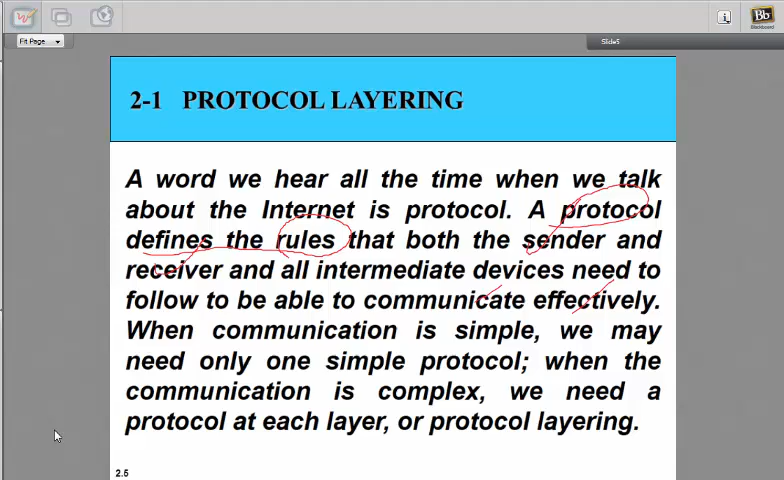 Bb
Blackboard
Fit Page
Slide5
2-1 PROTOCOL LAYERING
A word we hear all the time when we talk
about the Internet is protocol. A protocol
defines the rules that both the sender and
receiver and all intermediate devices need to
follow to be able to communicate effectively.
When communication is simple, we may
need only one simple protocol; when the
communication is complex, we need a
protocol at each layer, or protocol layering.
2.5